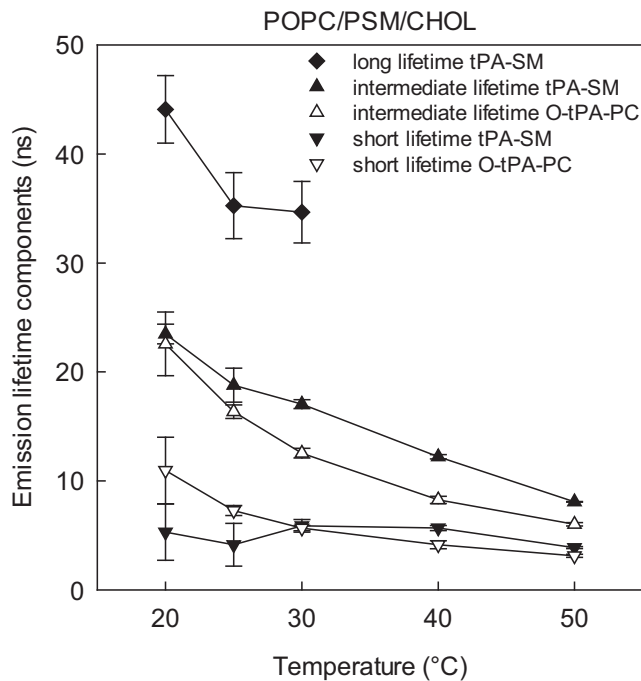 POPC/PSM/CHOL
50
40
30
20
10
0
Emission lifetime components (ns)
long lifetime tPA-SM
intermediate lifetime tPA-SM
intermediate lifetime O-tPA-PC
short lifetime tPA-SM
short lifetime O-tPA-PC
20 30 40 50
Temperature (°C)